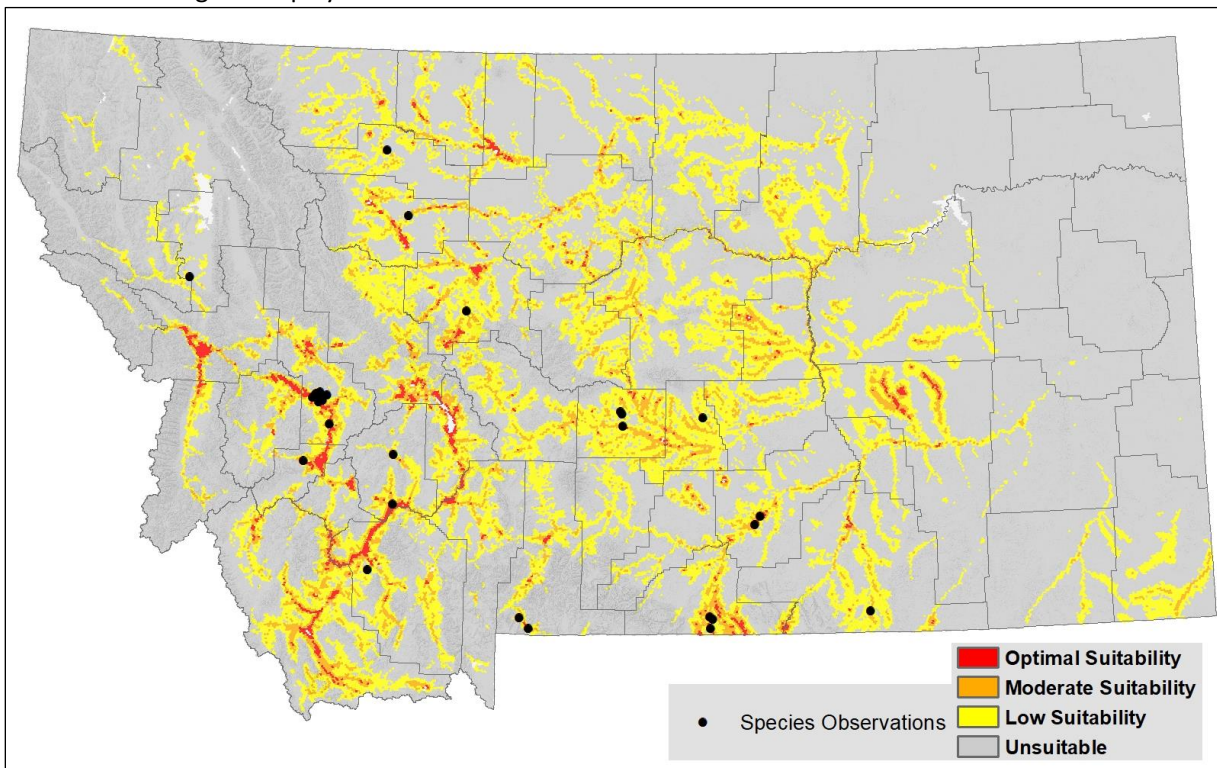 Optimal Suitability
Moderate Suitability
Species Observations
Low Suitability
Unsuitable